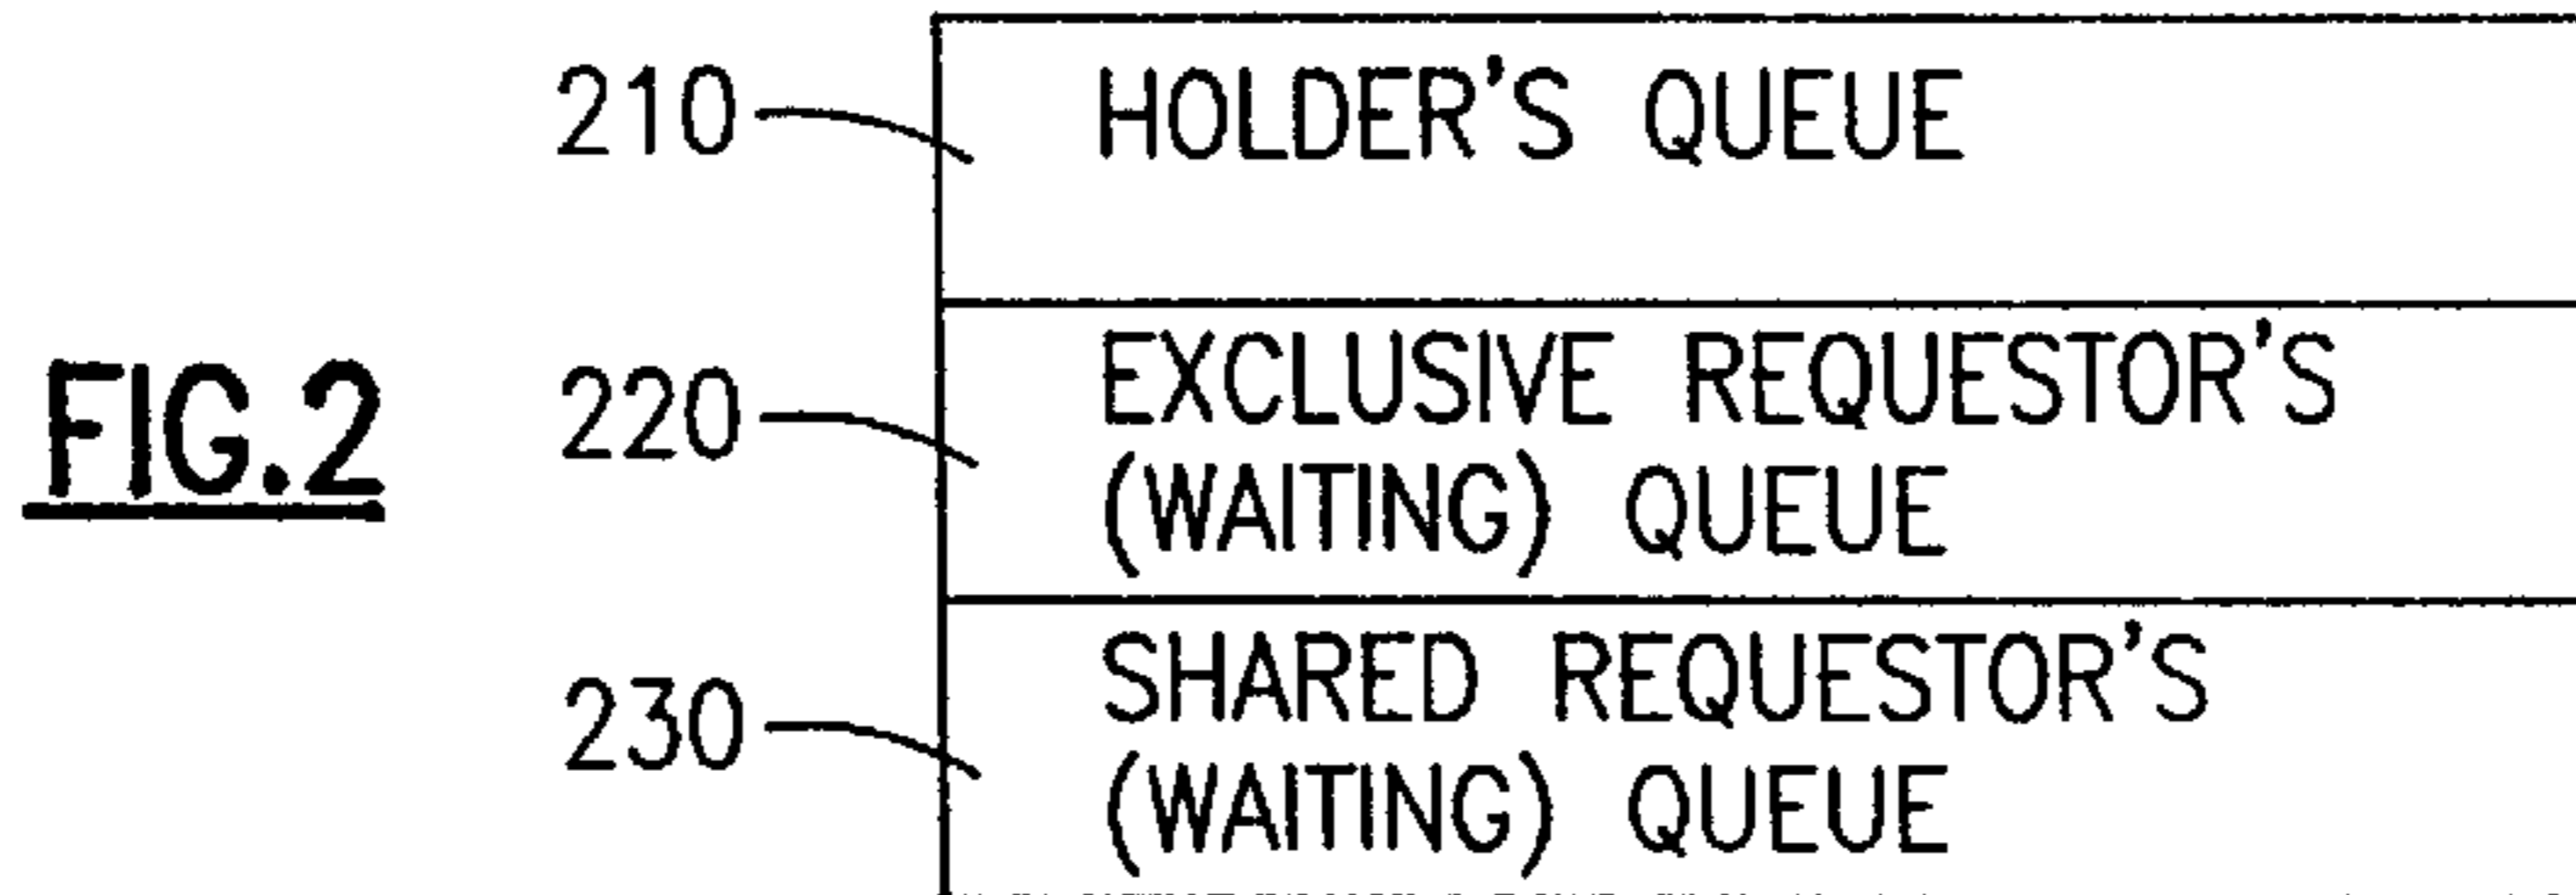 210 HOLDER'S QUEUE
FIG.2
220 EXCLUSIVE REQUESTOR'S
(WAITING) QUEUE
230 SHARED REQUESTOR'S
(WAITING) QUEUE